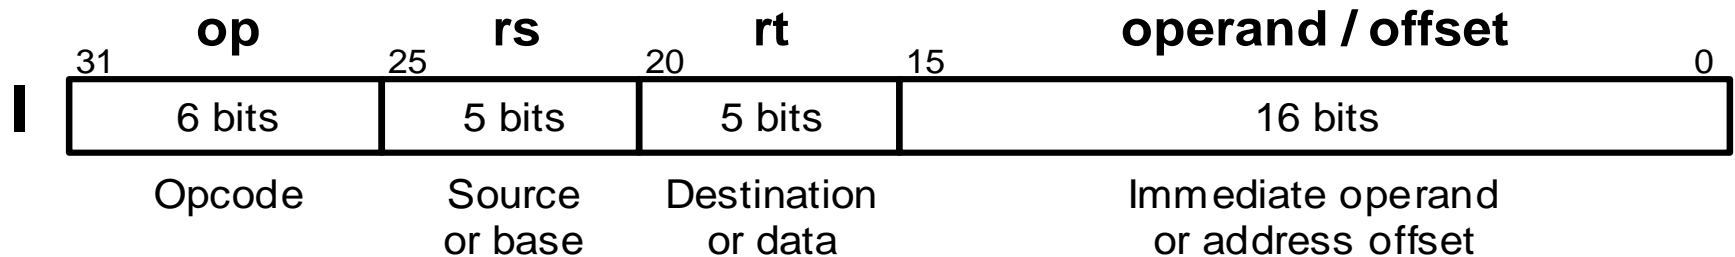 op rs rt operand / offset
31 25 20 15 0
I 6 bits 5 bits 5 bits 16 bits
Opcode Source Destination Immediate operand
or base or data or address offset